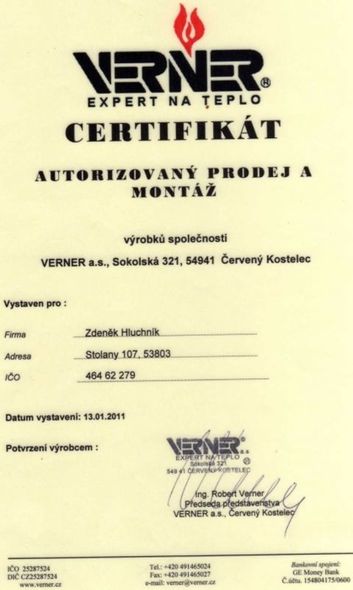 VERNER®
EXPERT NA TEPLO
CERTIFIKÁT
AUTORIZOVANÝ PRODEJ A
MONTÁŽ
výrobků společnosti
VERNER a.s., Sokolská 321, 54941 Červený Kostelec
Vystaven pro :
Firma Zdeněk Hluchník
Adresa Stolany 107, 53803
IČO 464 62 279
Datum vystavení: 13.01.2011
Potvrzení výrobcem :
VERNER a.s.
EXPERT NA TEPLO
Sokolská 321
549 41 ČERVENÝ KOSTELEC
Ing. Robert Verner
Předseda představenstva
VERNER a.s., Červený Kostelec
IČO 25287524
DIČ CZ25287524
www.verner.cz
Tel.: +420 491465024
Fax: +420 491465027
e-mail: verner@verner.cz
Bankovní spojení:
GE Money Bank
Č.účtu. 154804175/0600